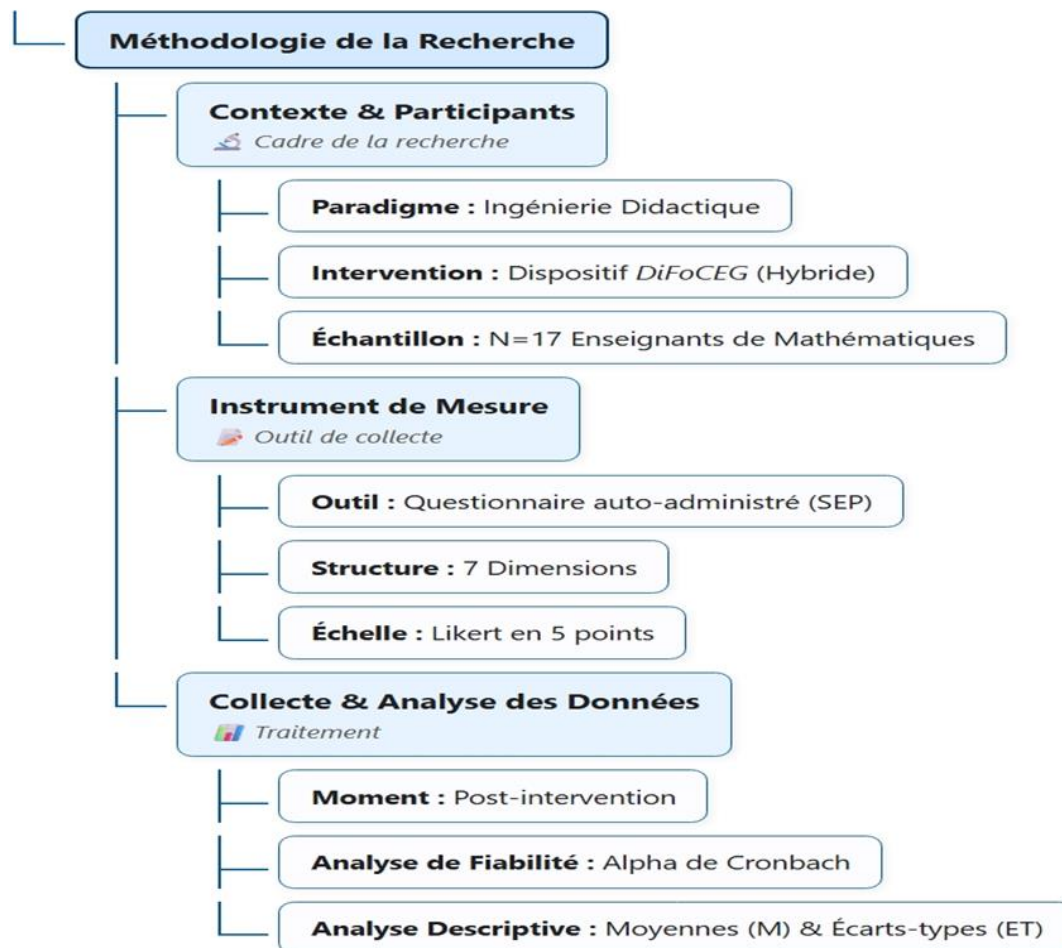 Méthodologie de la Recherche
Contexte & Participants
Cadre de la recherche
Paradigme : Ingénierie Didactique
Intervention : Dispositif DiFoCEG (Hybride)
Échantillon : N=17 Enseignants de Mathématiques
Instrument de Mesure
Outil de collecte
Outil : Questionnaire auto-administré (SEP)
Structure : 7 Dimensions
Échelle : Likert en 5 points
Collecte & Analyse des Données
Traitement
Moment : Post-intervention
Analyse de Fiabilité : Alpha de Cronbach
Analyse Descriptive : Moyennes (M) & Écarts-types (ET)